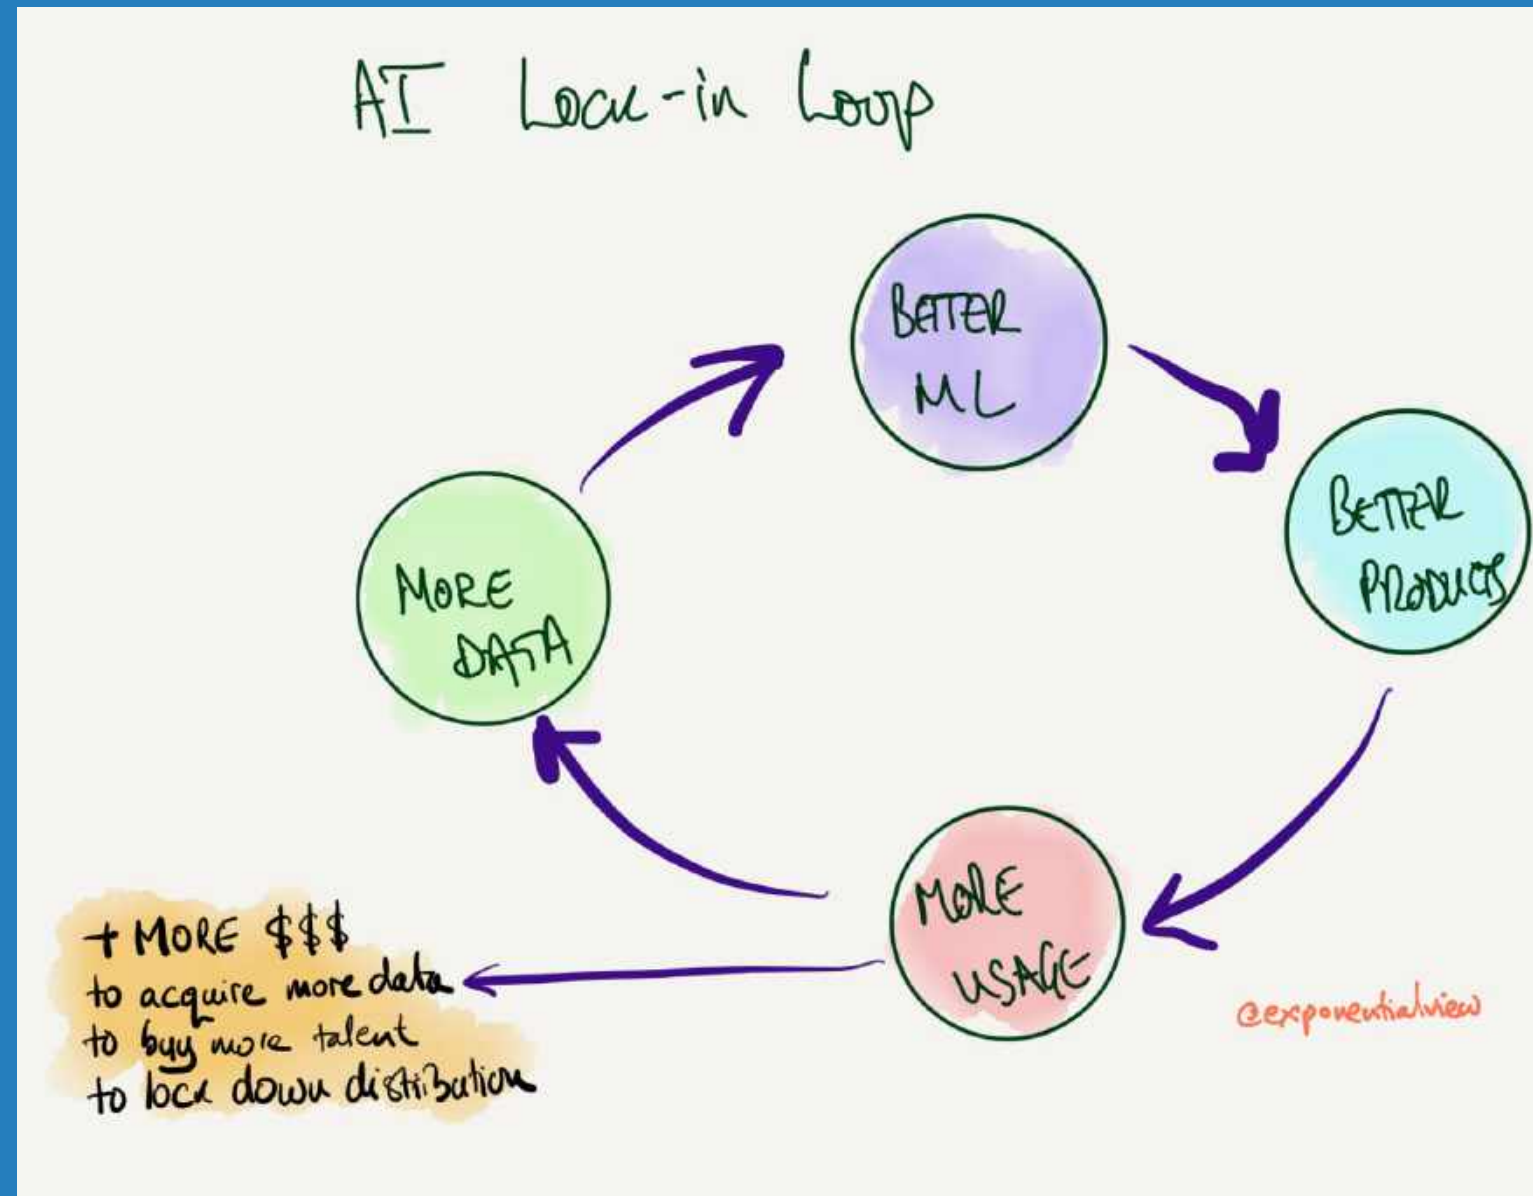 AI Lock-in Loop
BETTER
ML
BETTER
PRODUCTS
MORE
DATA
MORE
USAGE
+ MORE $$$
to acquire more data
to buy more talent
to lock down distribution
@exponentialview